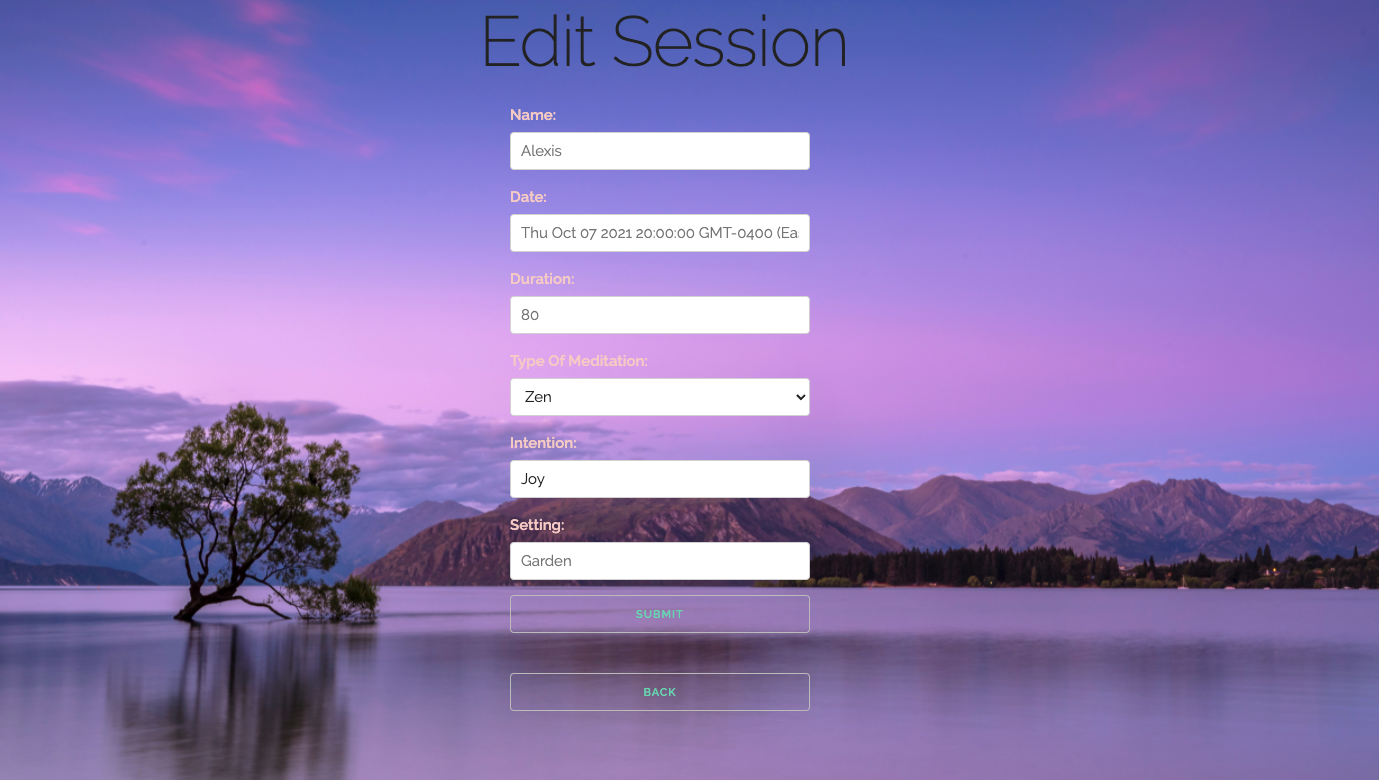 Edit Session
Name:
Alexis
Date:
Thu Oct 07 2021 20:00:00 GMT-0400 (Ea
Duration:
80
Type Of Meditation:
Zen
Intention:
Joy
Setting:
Garden
SUBMIT
BACK